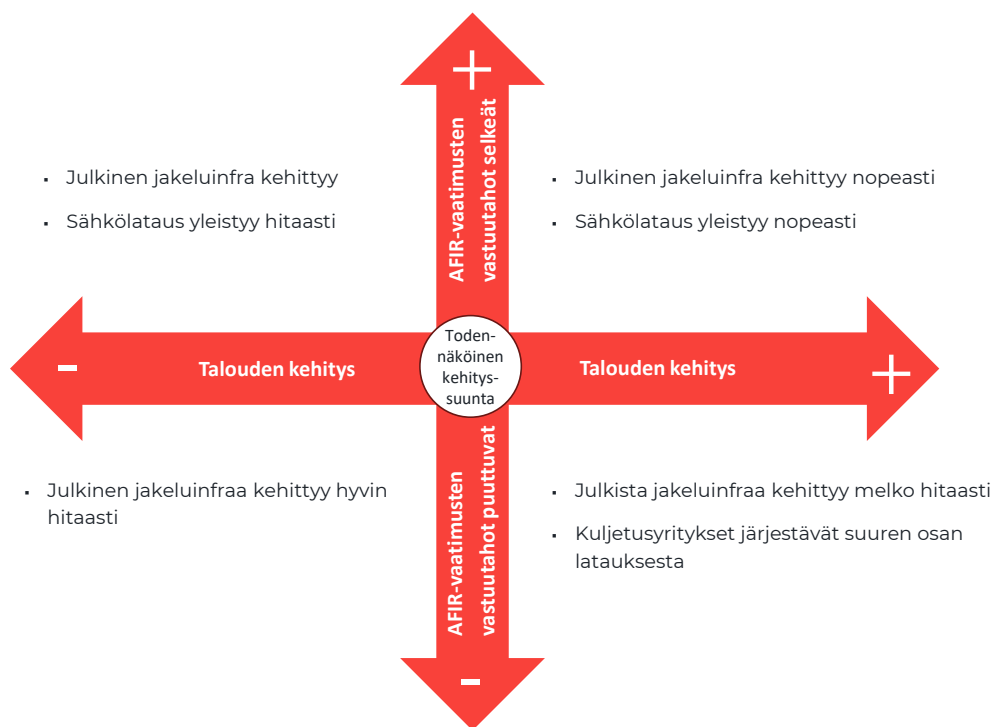 +
AFIR-vaatimusten
vastuutahot selkeät
▪ Julkinen jakeluinfra kehittyy
▪ Sähkölataus yleistyy hitaasti
▪ Julkinen jakeluinfra kehittyy nopeasti
▪ Sähkölataus yleistyy nopeasti
-
Talouden kehitys
Toden-
näköinen
kehitys-
suunta
Talouden kehitys
+
▪ Julkinen jakeluinfraa kehittyy hyvin
hitaasti
AFIR-vaatimusten
vastuutahot puuttuvat
▪ Julkista jakeluinfraa kehittyy melko hitaasti
▪ Kuljetusyritykset järjestävät suuren osan
latauksesta
-